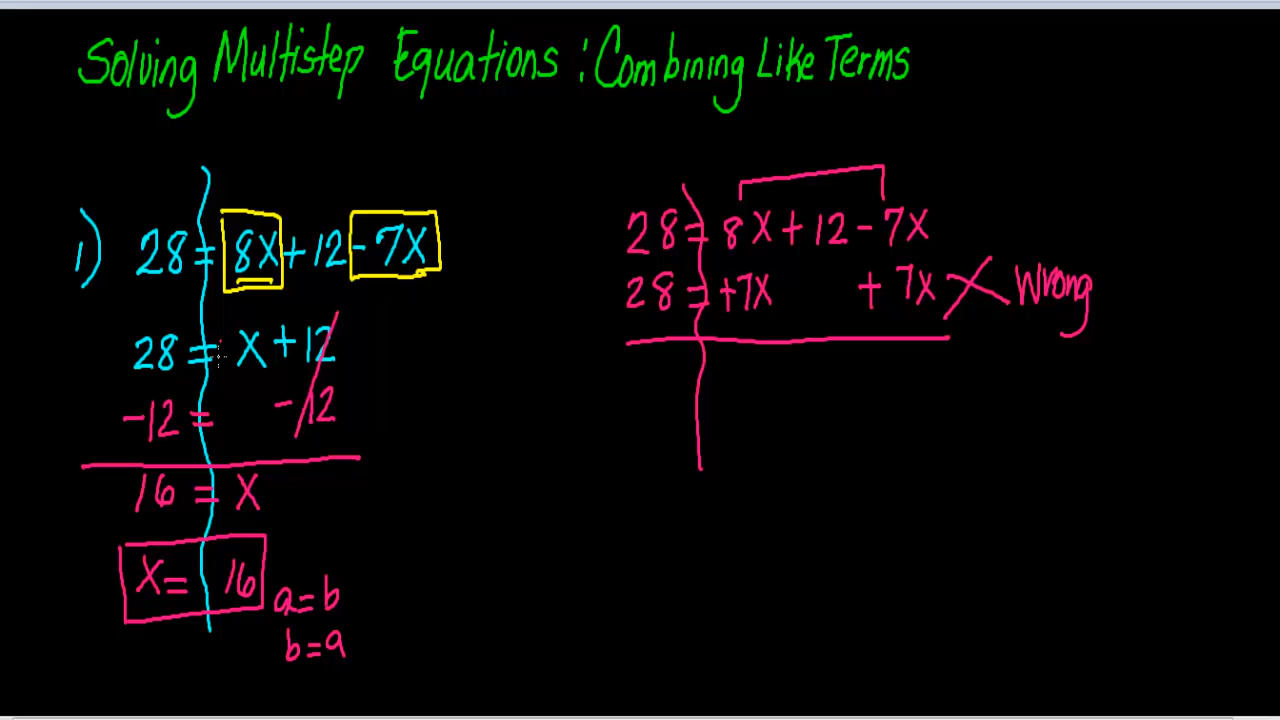 Solving Multistep Equations : Combining Like Terms
1) 28 = 8X + 12 - 7X
28 = X + 12
-12 = -12
16 = X
X = 16
a = b
b = a
28 = 8X + 12 - 7X
28 = +7X + 7X X Wrong